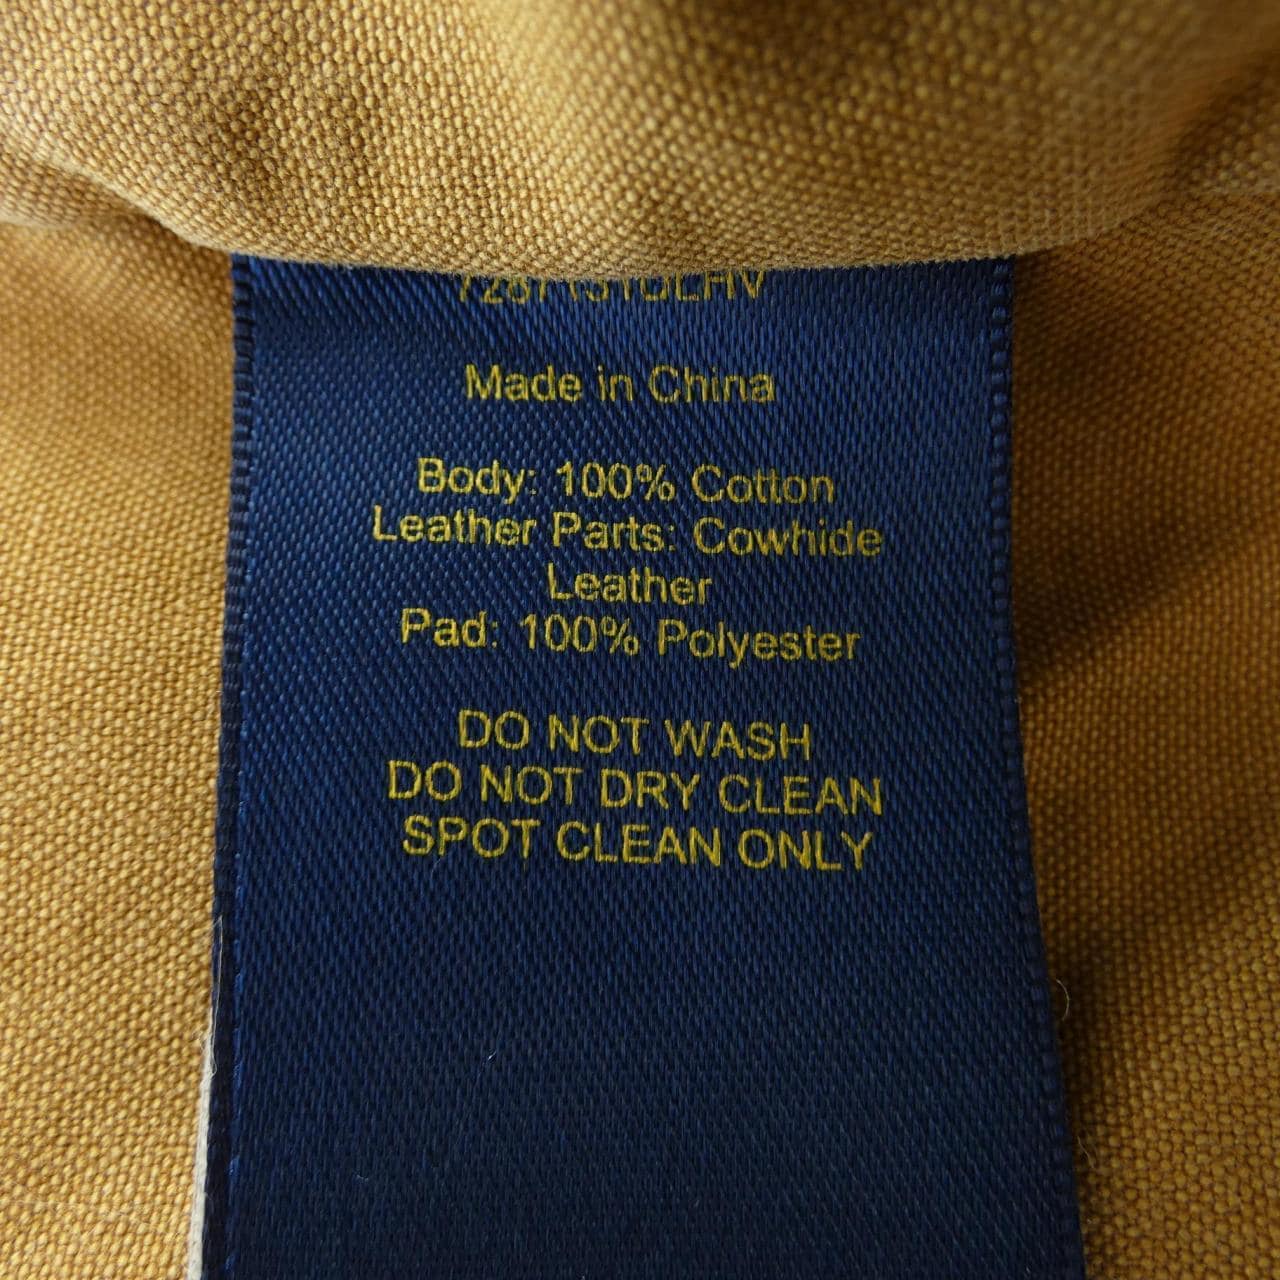 Made in China
Body: 100% Cotton
Leather Parts: Cowhide
Leather
Pad: 100% Polyester
DO NOT WASH
DO NOT DRY CLEAN
SPOT CLEAN ONLY